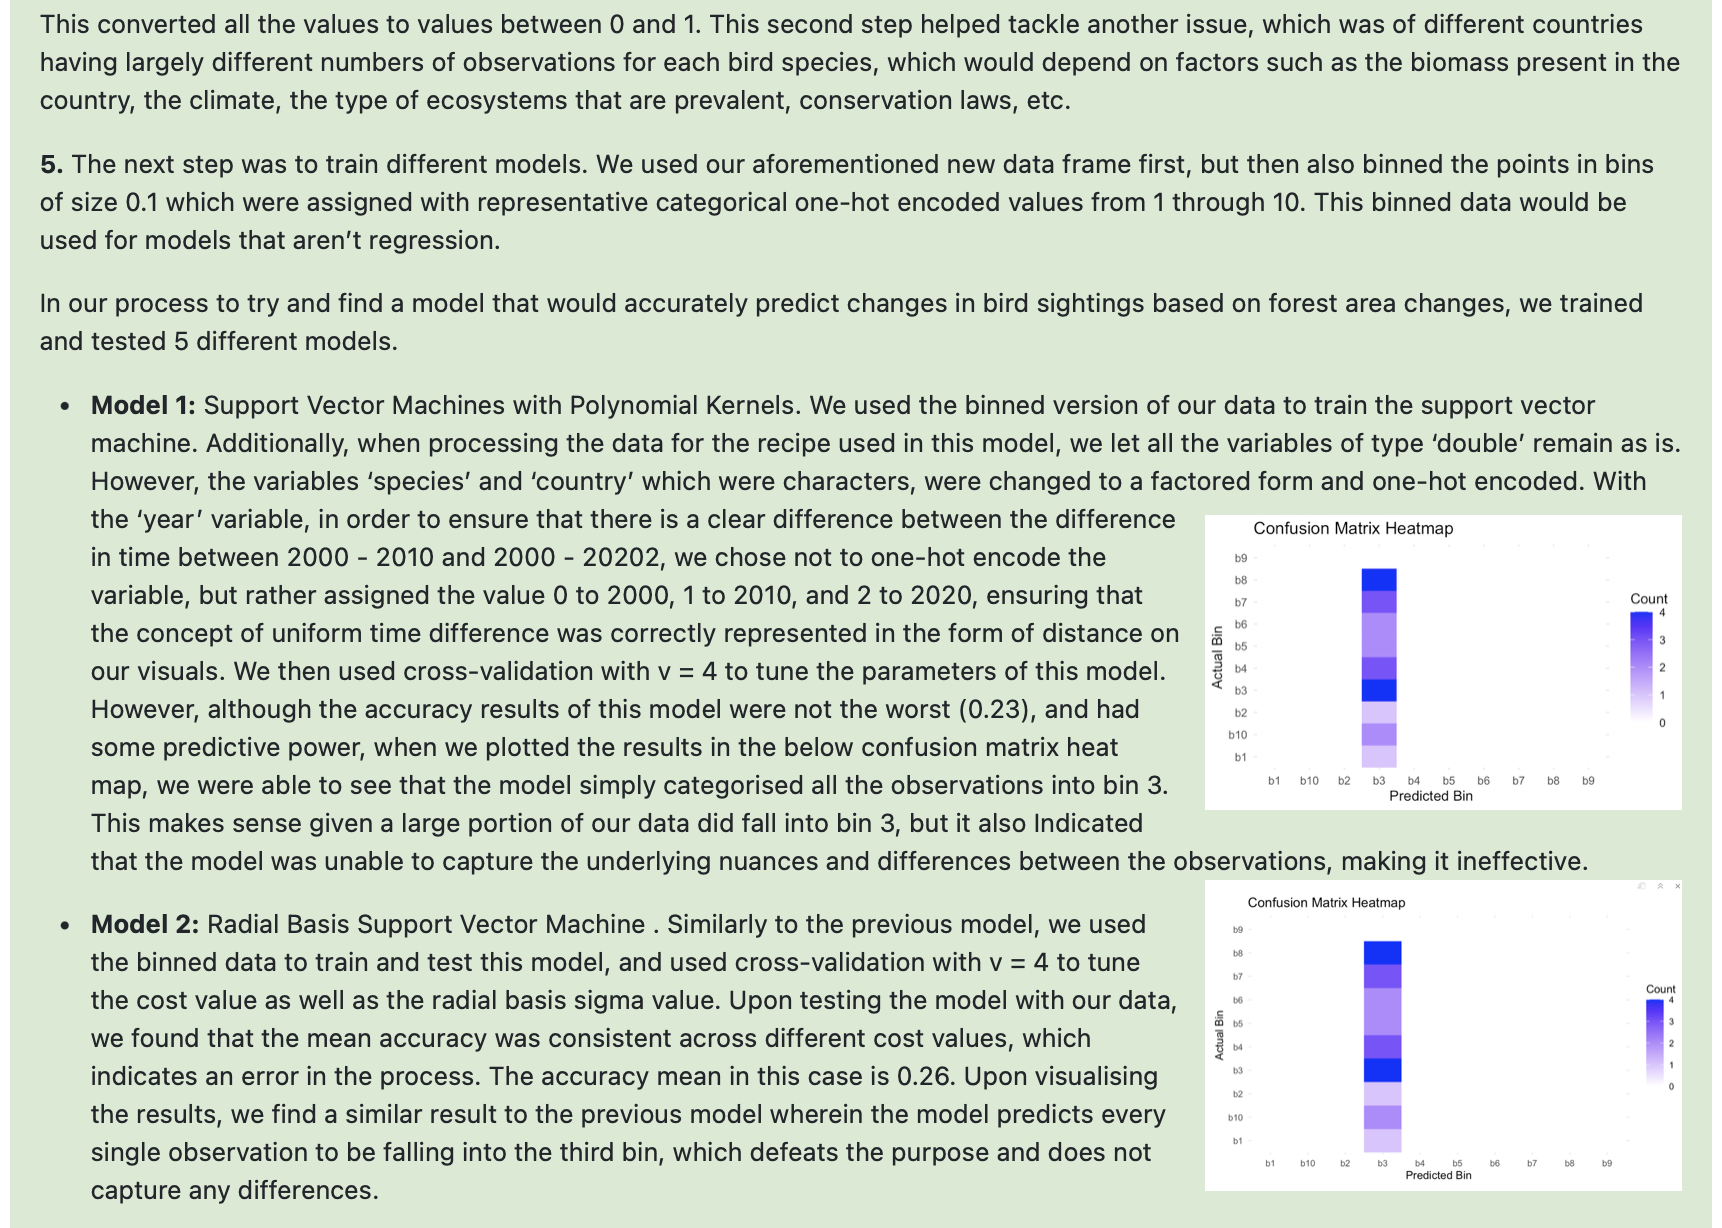 This converted all the values to values between 0 and 1. This second step helped tackle another issue, which was of different countries
having largely different numbers of observations for each bird species, which would depend on factors such as the biomass present in the
country, the climate, the type of ecosystems that are prevalent, conservation laws, etc.
5. The next step was to train different models. We used our aforementioned new data frame first, but then also binned the points in bins
of size 0.1 which were assigned with representative categorical one-hot encoded values from 1 through 10. This binned data would be
used for models that aren’t regression.
In our process to try and find a model that would accurately predict changes in bird sightings based on forest area changes, we trained
and tested 5 different models.
• Model 1: Support Vector Machines with Polynomial Kernels. We used the binned version of our data to train the support vector
machine. Additionally, when processing the data for the recipe used in this model, we let all the variables of type ‘double’ remain as is.
However, the variables ‘species’ and ‘country’ which were characters, were changed to a factored form and one-hot encoded. With
the ‘year’ variable, in order to ensure that there is a clear difference between the difference
in time between 2000 - 2010 and 2000 - 20202, we chose not to one-hot encode the
variable, but rather assigned the value 0 to 2000, 1 to 2010, and 2 to 2020, ensuring that
the concept of uniform time difference was correctly represented in the form of distance on
our visuals. We then used cross-validation with v = 4 to tune the parameters of this model.
However, although the accuracy results of this model were not the worst (0.23), and had
some predictive power, when we plotted the results in the below confusion matrix heat
map, we were able to see that the model simply categorised all the observations into bin 3.
This makes sense given a large portion of our data did fall into bin 3, but it also Indicated
that the model was unable to capture the underlying nuances and differences between the observations, making it ineffective.
Confusion Matrix Heatmap
Actual Bin
b9
b8
b7
b6
b5
b4
b3
b2
b10
b1
b1 b10 b2 b3 b4 b5 b6 b7 b8 b9
Predicted Bin
Count
4
3
2
1
0
• Model 2: Radial Basis Support Vector Machine . Similarly to the previous model, we used
the binned data to train and test this model, and used cross-validation with v = 4 to tune
the cost value as well as the radial basis sigma value. Upon testing the model with our data,
we found that the mean accuracy was consistent across different cost values, which
indicates an error in the process. The accuracy mean in this case is 0.26. Upon visualising
the results, we find a similar result to the previous model wherein the model predicts every
single observation to be falling into the third bin, which defeats the purpose and does not
capture any differences.
Confusion Matrix Heatmap
Actual Bin
b9
b8
b7
b6
b5
b4
b3
b2
b10
b1
b1 b10 b2 b3 b4 b5 b6 b7 b8 b9
Predicted Bin
Count
4
3
2
1
0